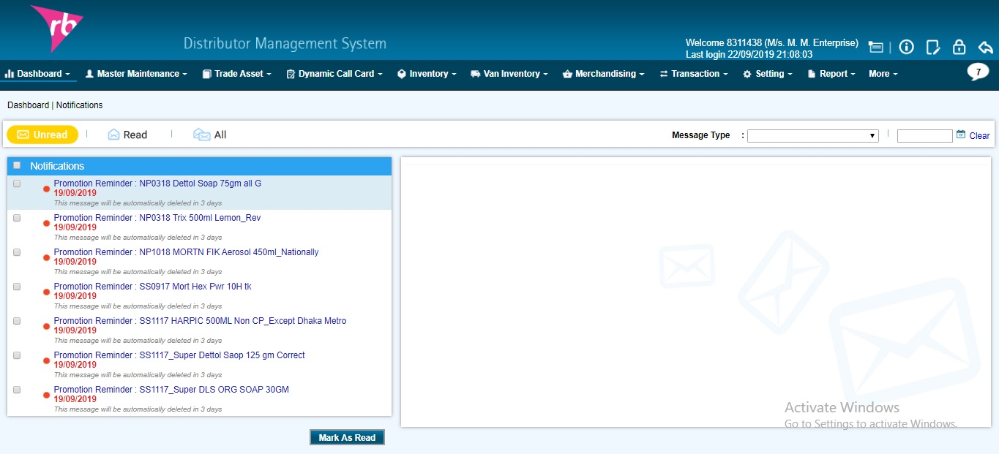 rb
Distributor Management System
Welcome 8311438 (M/s. M. M. Enterprise)
Last login 22/09/2019 21:08:03
Dashboard Master Maintenance Trade Asset Dynamic Call Card Inventory Van Inventory Merchandising Transaction Setting Report More 7
Dashboard | Notifications
Unread | Read | All Message Type : | Clear
Notifications
Promotion Reminder : NP0318 Dettol Soap 75gm all G
19/09/2019
This message will be automatically deleted in 3 days
Promotion Reminder : NP0318 Trix 500ml Lemon_Rev
19/09/2019
This message will be automatically deleted in 3 days
Promotion Reminder : NP1018 MORTN FIK Aerosol 450ml_Nationally
19/09/2019
This message will be automatically deleted in 3 days
Promotion Reminder : SS0917 Mort Hex Pwr 10H tk
19/09/2019
This message will be automatically deleted in 3 days
Promotion Reminder : SS1117 HARPIC 500ML Non CP_Except Dhaka Metro
19/09/2019
This message will be automatically deleted in 3 days
Promotion Reminder : SS1117_Super Dettol Saop 125 gm Correct
19/09/2019
This message will be automatically deleted in 3 days
Promotion Reminder : SS1117_Super DLS ORG SOAP 30GM
19/09/2019
This message will be automatically deleted in 3 days
Activate Windows
Go to Settings to activate Windows.
Mark As Read